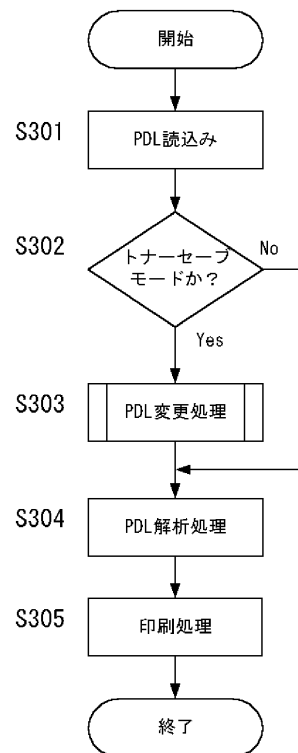 開始
S301
PDL読込み
S302
トナーセーブ
モードか？
No
Yes
S303
PDL変更処理
S304
PDL解析処理
S305
印刷処理
終了